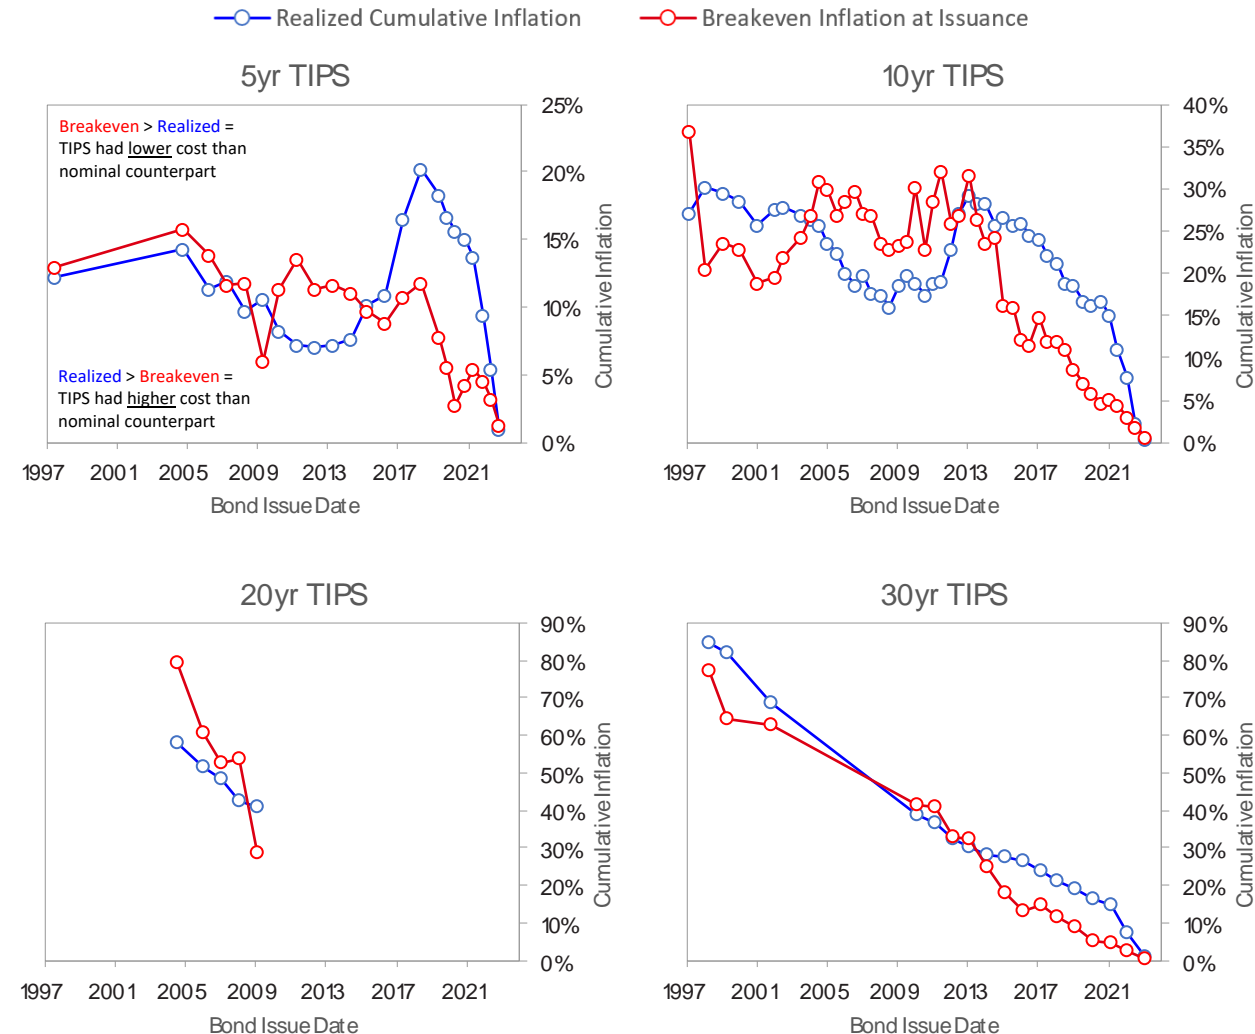 Realized Cumulative Inflation
Breakeven Inflation at Issuance
5yr TIPS
Breakeven > Realized =
TIPS had lower cost than
nominal counterpart
Realized > Breakeven =
TIPS had higher cost than
nominal counterpart
25%
20%
15%
10%
5%
0%
Cumulative Inflation
1997 2001 2005 2009 2013 2017 2021
Bond Issue Date
10yr TIPS
40%
35%
30%
25%
20%
15%
10%
5%
0%
Cumulative Inflation
1997 2001 2005 2009 2013 2017 2021
Bond Issue Date
20yr TIPS
90%
80%
70%
60%
50%
40%
30%
20%
10%
0%
Cumulative Inflation
1997 2001 2005 2009 2013 2017 2021
Bond Issue Date
30yr TIPS
90%
80%
70%
60%
50%
40%
30%
20%
10%
0%
Cumulative Inflation
1997 2001 2005 2009 2013 2017 2021
Bond Issue Date